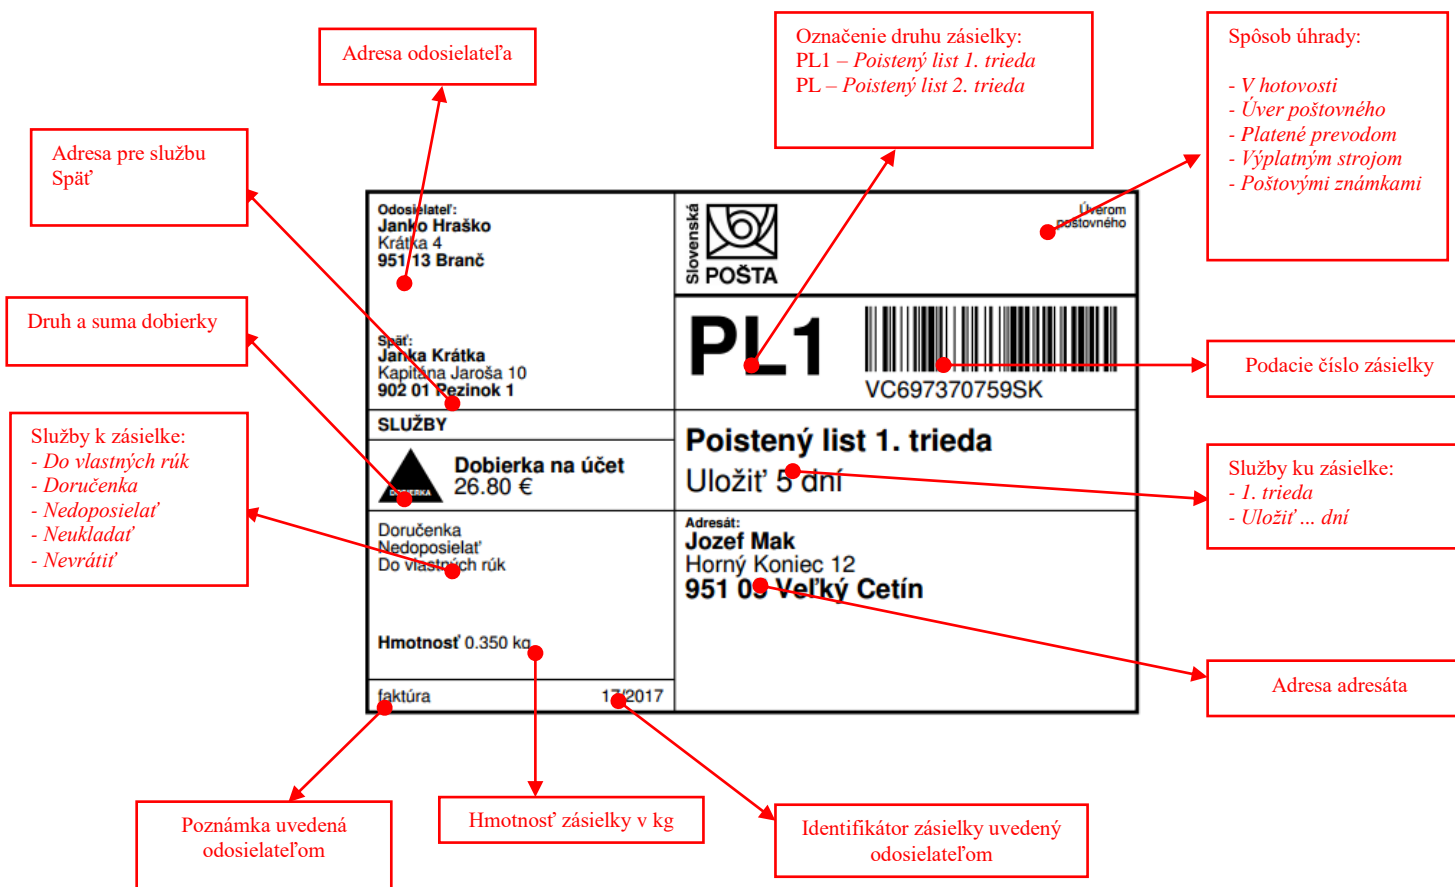 Adresa odosielateľa
Označenie druhu zásielky:
PL1 – Poistený list 1. trieda
PL – Poistený list 2. trieda
Spôsob úhrady:
- V hotovosti
- Úver poštovného
- Platené prevodom
- Výplatným strojom
- Poštovými známkami
Adresa pre službu
Späť
Druh a suma dobierky
Služby k zásielke:
- Do vlastných rúk
- Doručenka
- Nedoposielať
- Neukladať
- Nevrátiť
Odosielateľ:
Janko Hraško
Krátka 4
951 13 Branč
Späť:
Janka Krátka
Kapitána Jaroša 10
902 01 Pezinok 1
SLUŽBY
DOBIERKA
Dobierka na účet
26.80 €
Doručenka
Nedoposielať
Do vlastných rúk
Hmotnosť 0.350 kg
faktúra 17/2017
Slovenská
POŠTA
Úverom
poštovného
PL1
VC697370759SK
Poistený list 1. trieda
Uložiť 5 dní
Adresát:
Jozef Mak
Horný Koniec 12
951 05 Veľký Cetín
Podacie číslo zásielky
Služby ku zásielke:
- 1. trieda
- Uložiť ... dní
Adresa adresáta
Poznámka uvedená
odosielateľom
Hmotnosť zásielky v kg
Identifikátor zásielky uvedený
odosielateľom